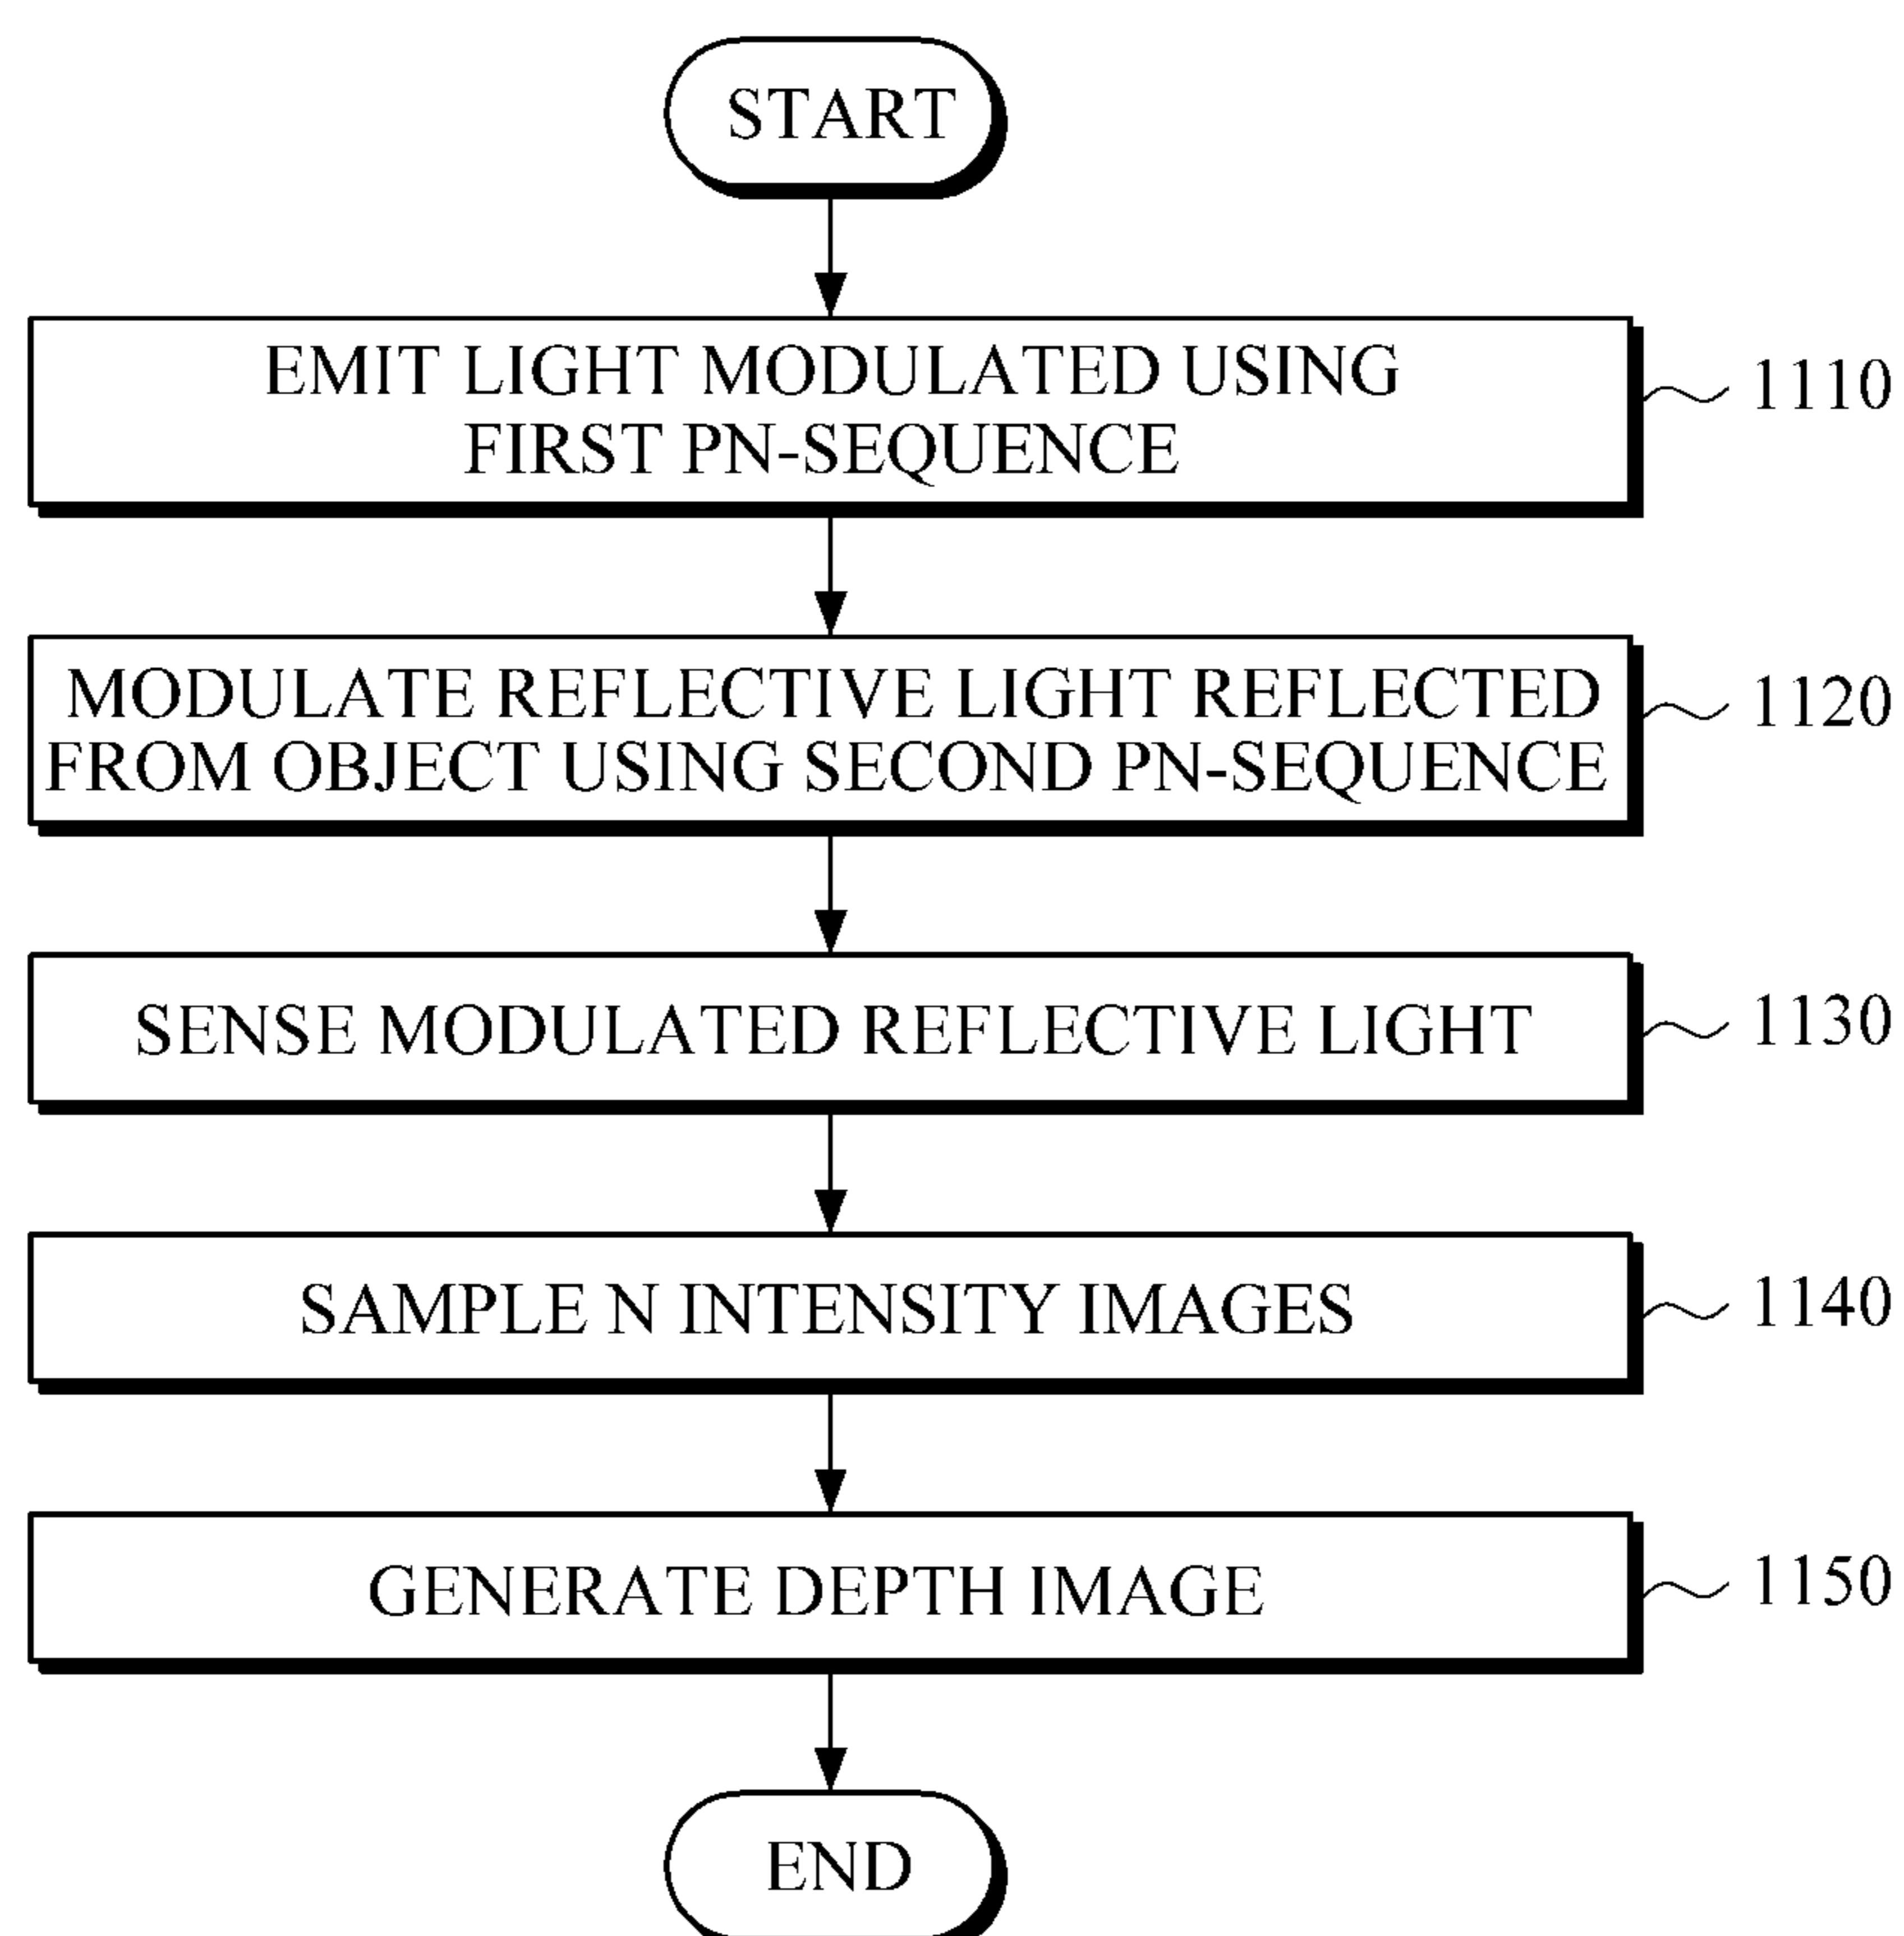 START
EMIT LIGHT MODULATED USING
FIRST PN-SEQUENCE
1110
MODULATE REFLECTIVE LIGHT REFLECTED
FROM OBJECT USING SECOND PN-SEQUENCE
1120
SENSE MODULATED REFLECTIVE LIGHT
1130
SAMPLE N INTENSITY IMAGES
1140
GENERATE DEPTH IMAGE
1150
END